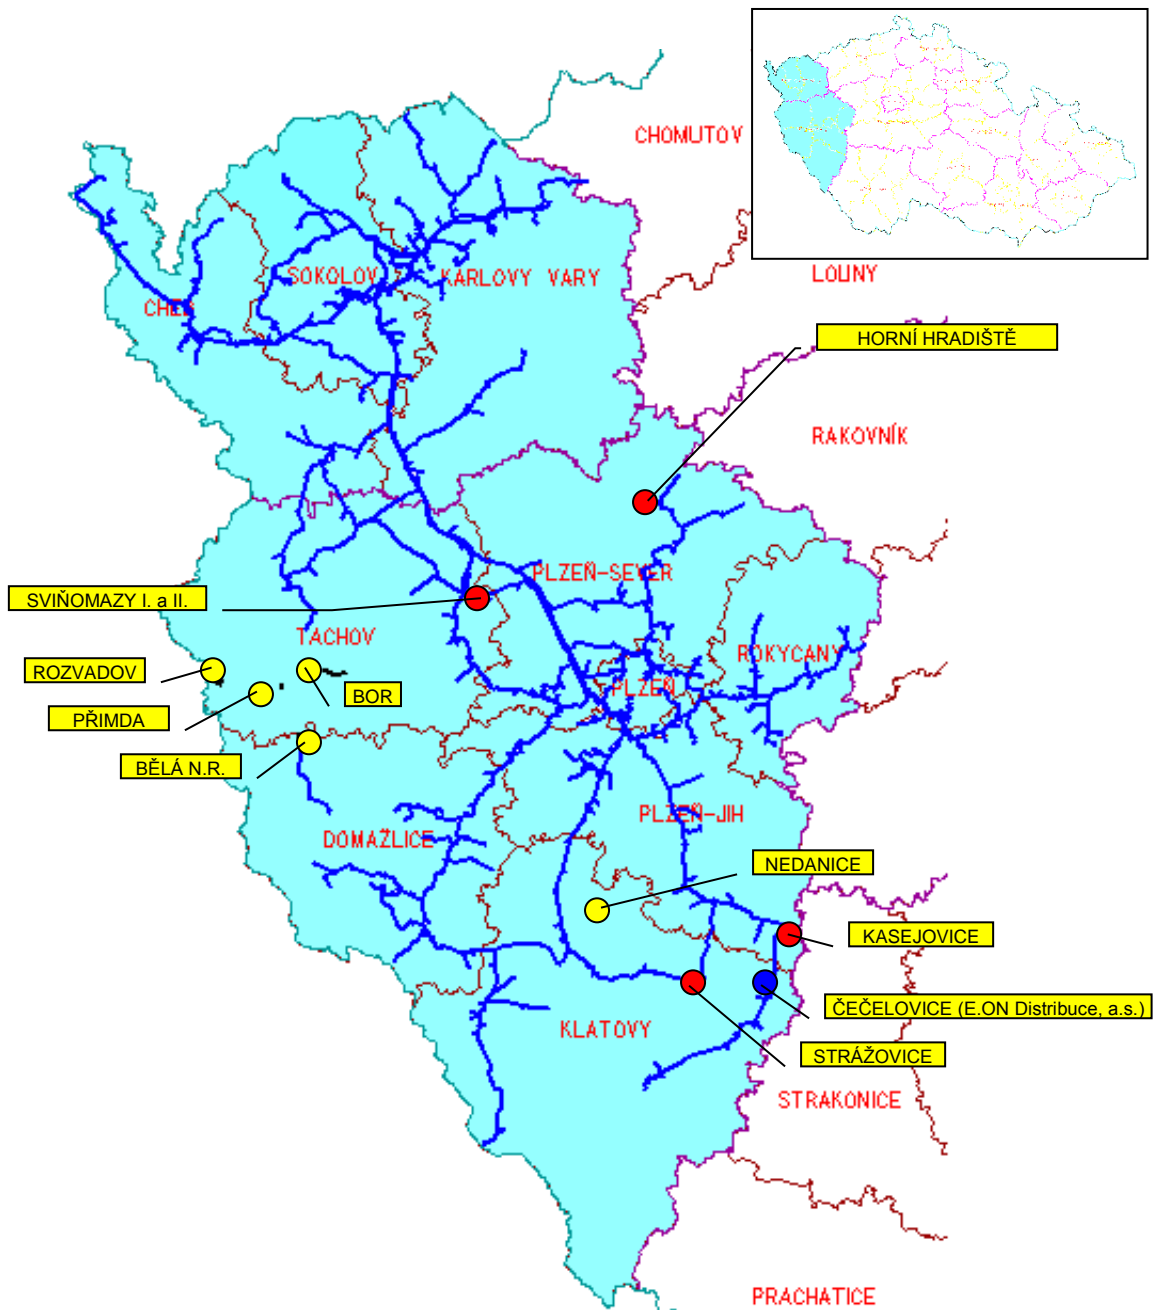 CHOMUTOV
LOUNY
SOKOLOV
KARLOVY VARY
CHEB
HORNÍ HRADIŠTĚ
RAKOVNÍK
PLZEŇ-SEVER
SVIŇOMAZY I. a II.
TACHOV
ROKYCANY
ROZVADOV
PLZEŇ
BOR
PŘIMDA
BĚLÁ N.R.
PLZEŇ-JIH
DOMAŽLICE
NEDANICE
KASEJOVICE
ČEČELOVICE (E.ON Distribuce, a.s.)
KLATOVY
STRÁŽOVICE
STRAKONICE
PRACHATICE